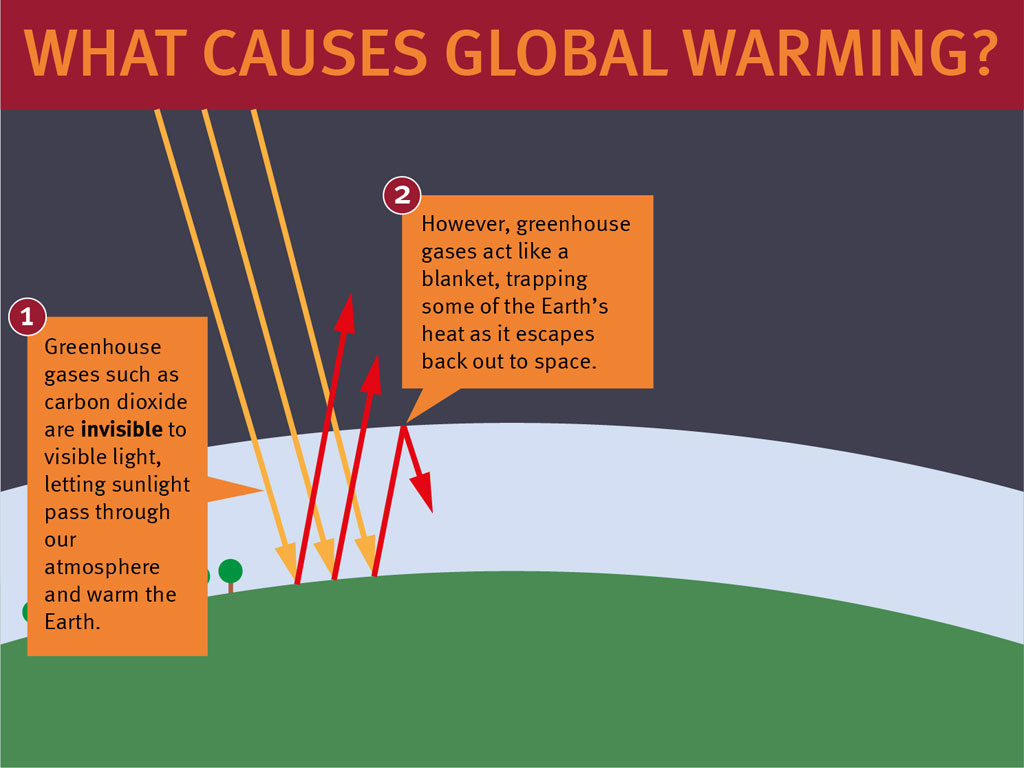 WHAT CAUSES GLOBAL WARMING?
1
Greenhouse
gases such as
carbon dioxide
are invisible to
visible light,
letting sunlight
pass through
our
atmosphere
and warm the
Earth.
2
However, greenhouse
gases act like a
blanket, trapping
some of the Earth’s
heat as it escapes
back out to space.